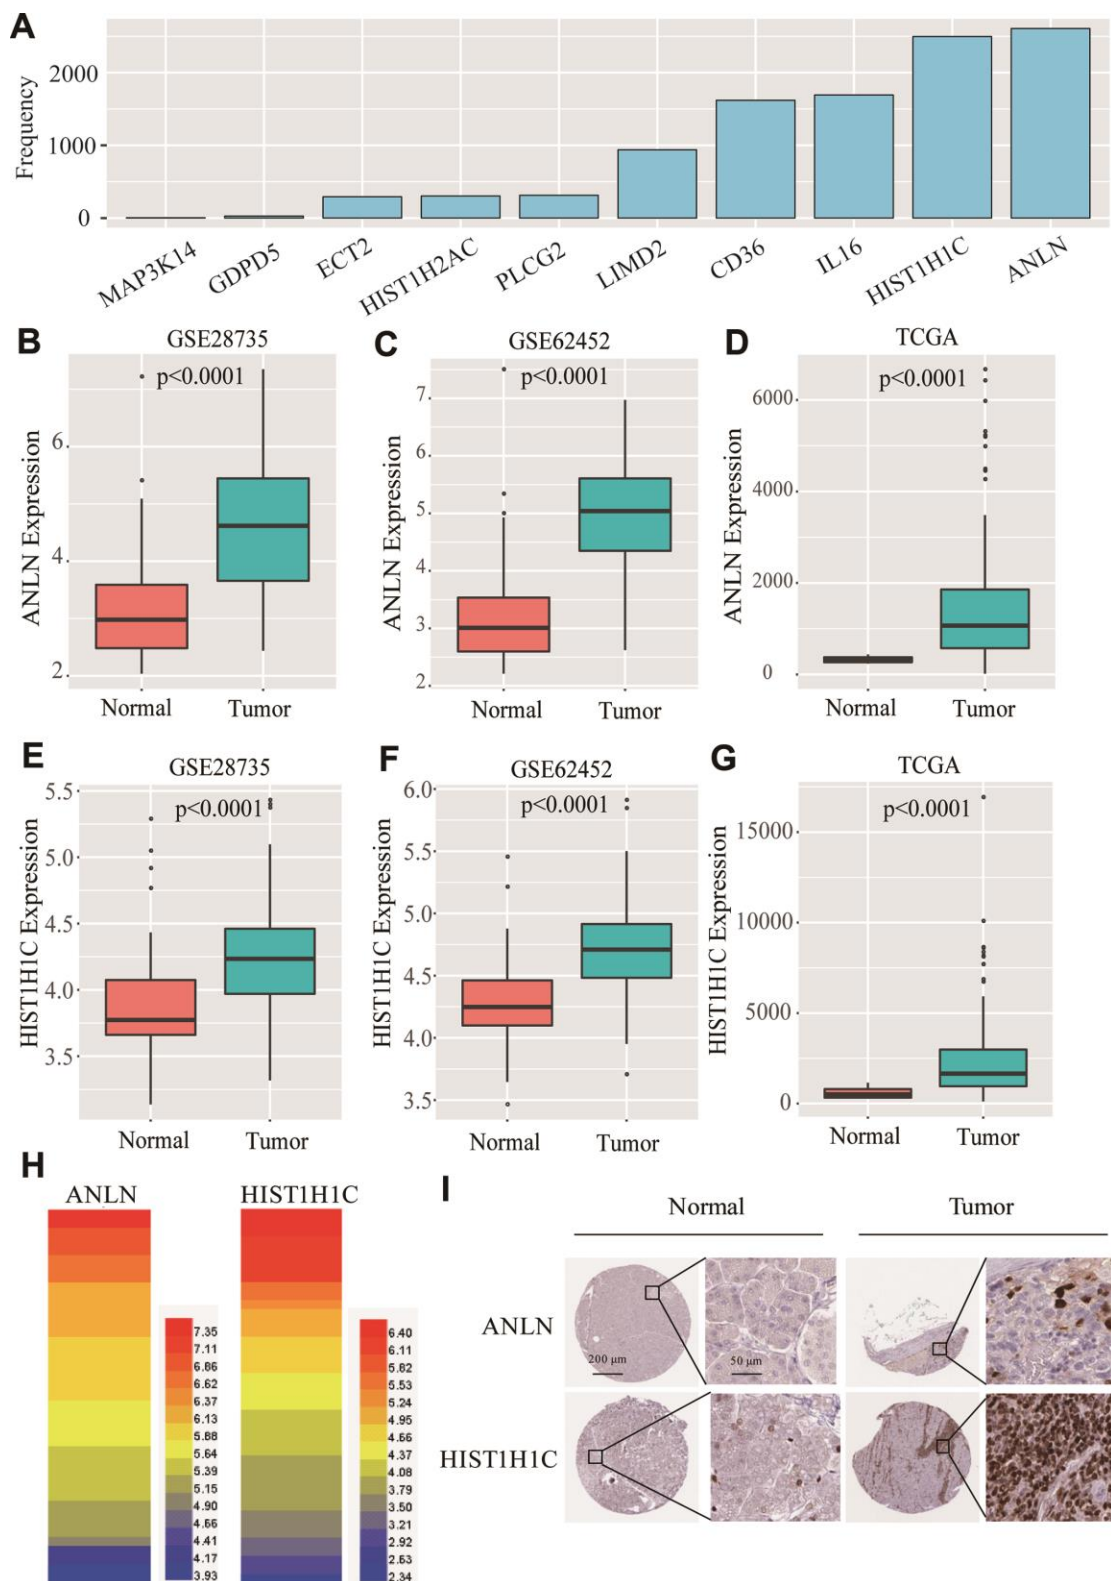 A
Frequency
2000
1000
0
MAP3K14
GDPD5
ECT2
HIST1H2AC
PLCG2
LIMD2
CD36
IL16
HIST1H1C
ANLN
B
GSE28735
p<0.0001
ANLN Expression
6
4
2
Normal
Tumor
C
GSE62452
p<0.0001
ANLN Expression
7
6
5
4
3
2
Normal
Tumor
D
TCGA
p<0.0001
ANLN Expression
6000
4000
2000
0
Normal
Tumor
E
GSE28735
p<0.0001
HIST1H1C Expression
5.5
5.0
4.5
4.0
3.5
Normal
Tumor
F
GSE62452
p<0.0001
HIST1H1C Expression
6.0
5.5
5.0
4.5
4.0
3.5
Normal
Tumor
G
TCGA
p<0.0001
HIST1H1C Expression
15000
10000
5000
0
Normal
Tumor
H
ANLN
7.35
7.11
6.86
6.62
6.37
6.13
5.88
5.64
5.39
5.15
4.90
4.66
4.41
4.17
3.93
HIST1H1C
6.40
6.11
5.82
5.53
5.24
4.95
4.66
4.37
4.08
3.79
3.50
3.21
2.92
2.63
2.34
I
Normal
Tumor
ANLN
200 μm
50 μm
HIST1H1C